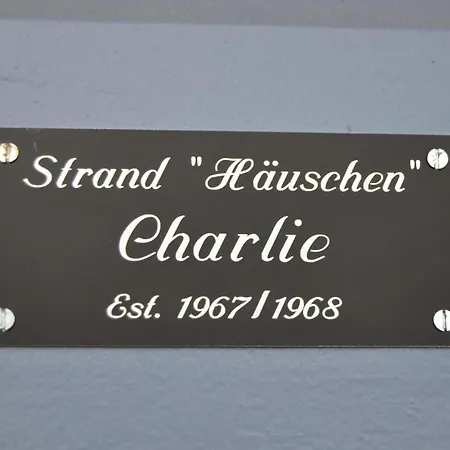 Strand "Häuschen"
Charlie
Est. 1967/1968